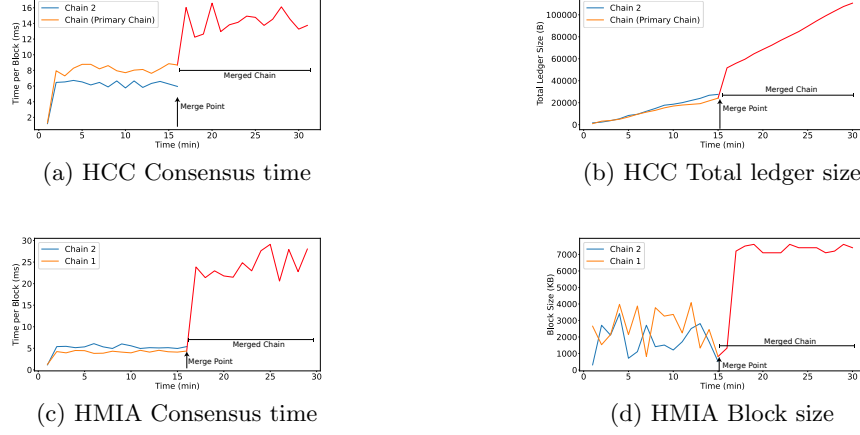 16
14
12
10
8
6
4
2
Time per Block (ms)
Chain 2
Chain (Primary Chain)
Merged Chain
Merge Point
5
10
15
20
25
30
Time (min)
(a) HCC Consensus time
100000
80000
60000
40000
20000
0
Total Ledger Size (B)
Chain 2
Chain (Primary Chain)
Merged Chain
Merge Point
0
5
10
15
20
25
30
Time (min)
(b) HCC Total ledger size
30
25
20
15
10
5
0
Time per Block (ms)
Chain 2
Chain 1
Merged Chain
Merge Point
0
5
10
15
20
25
30
Time (min)
(c) HMIA Consensus time
7000
6000
5000
4000
3000
2000
1000
0
Block Size (KB)
Chain 2
Chain 1
Merged Chain
Merge Point
0
5
10
15
20
25
30
Time (min)
(d) HMIA Block size